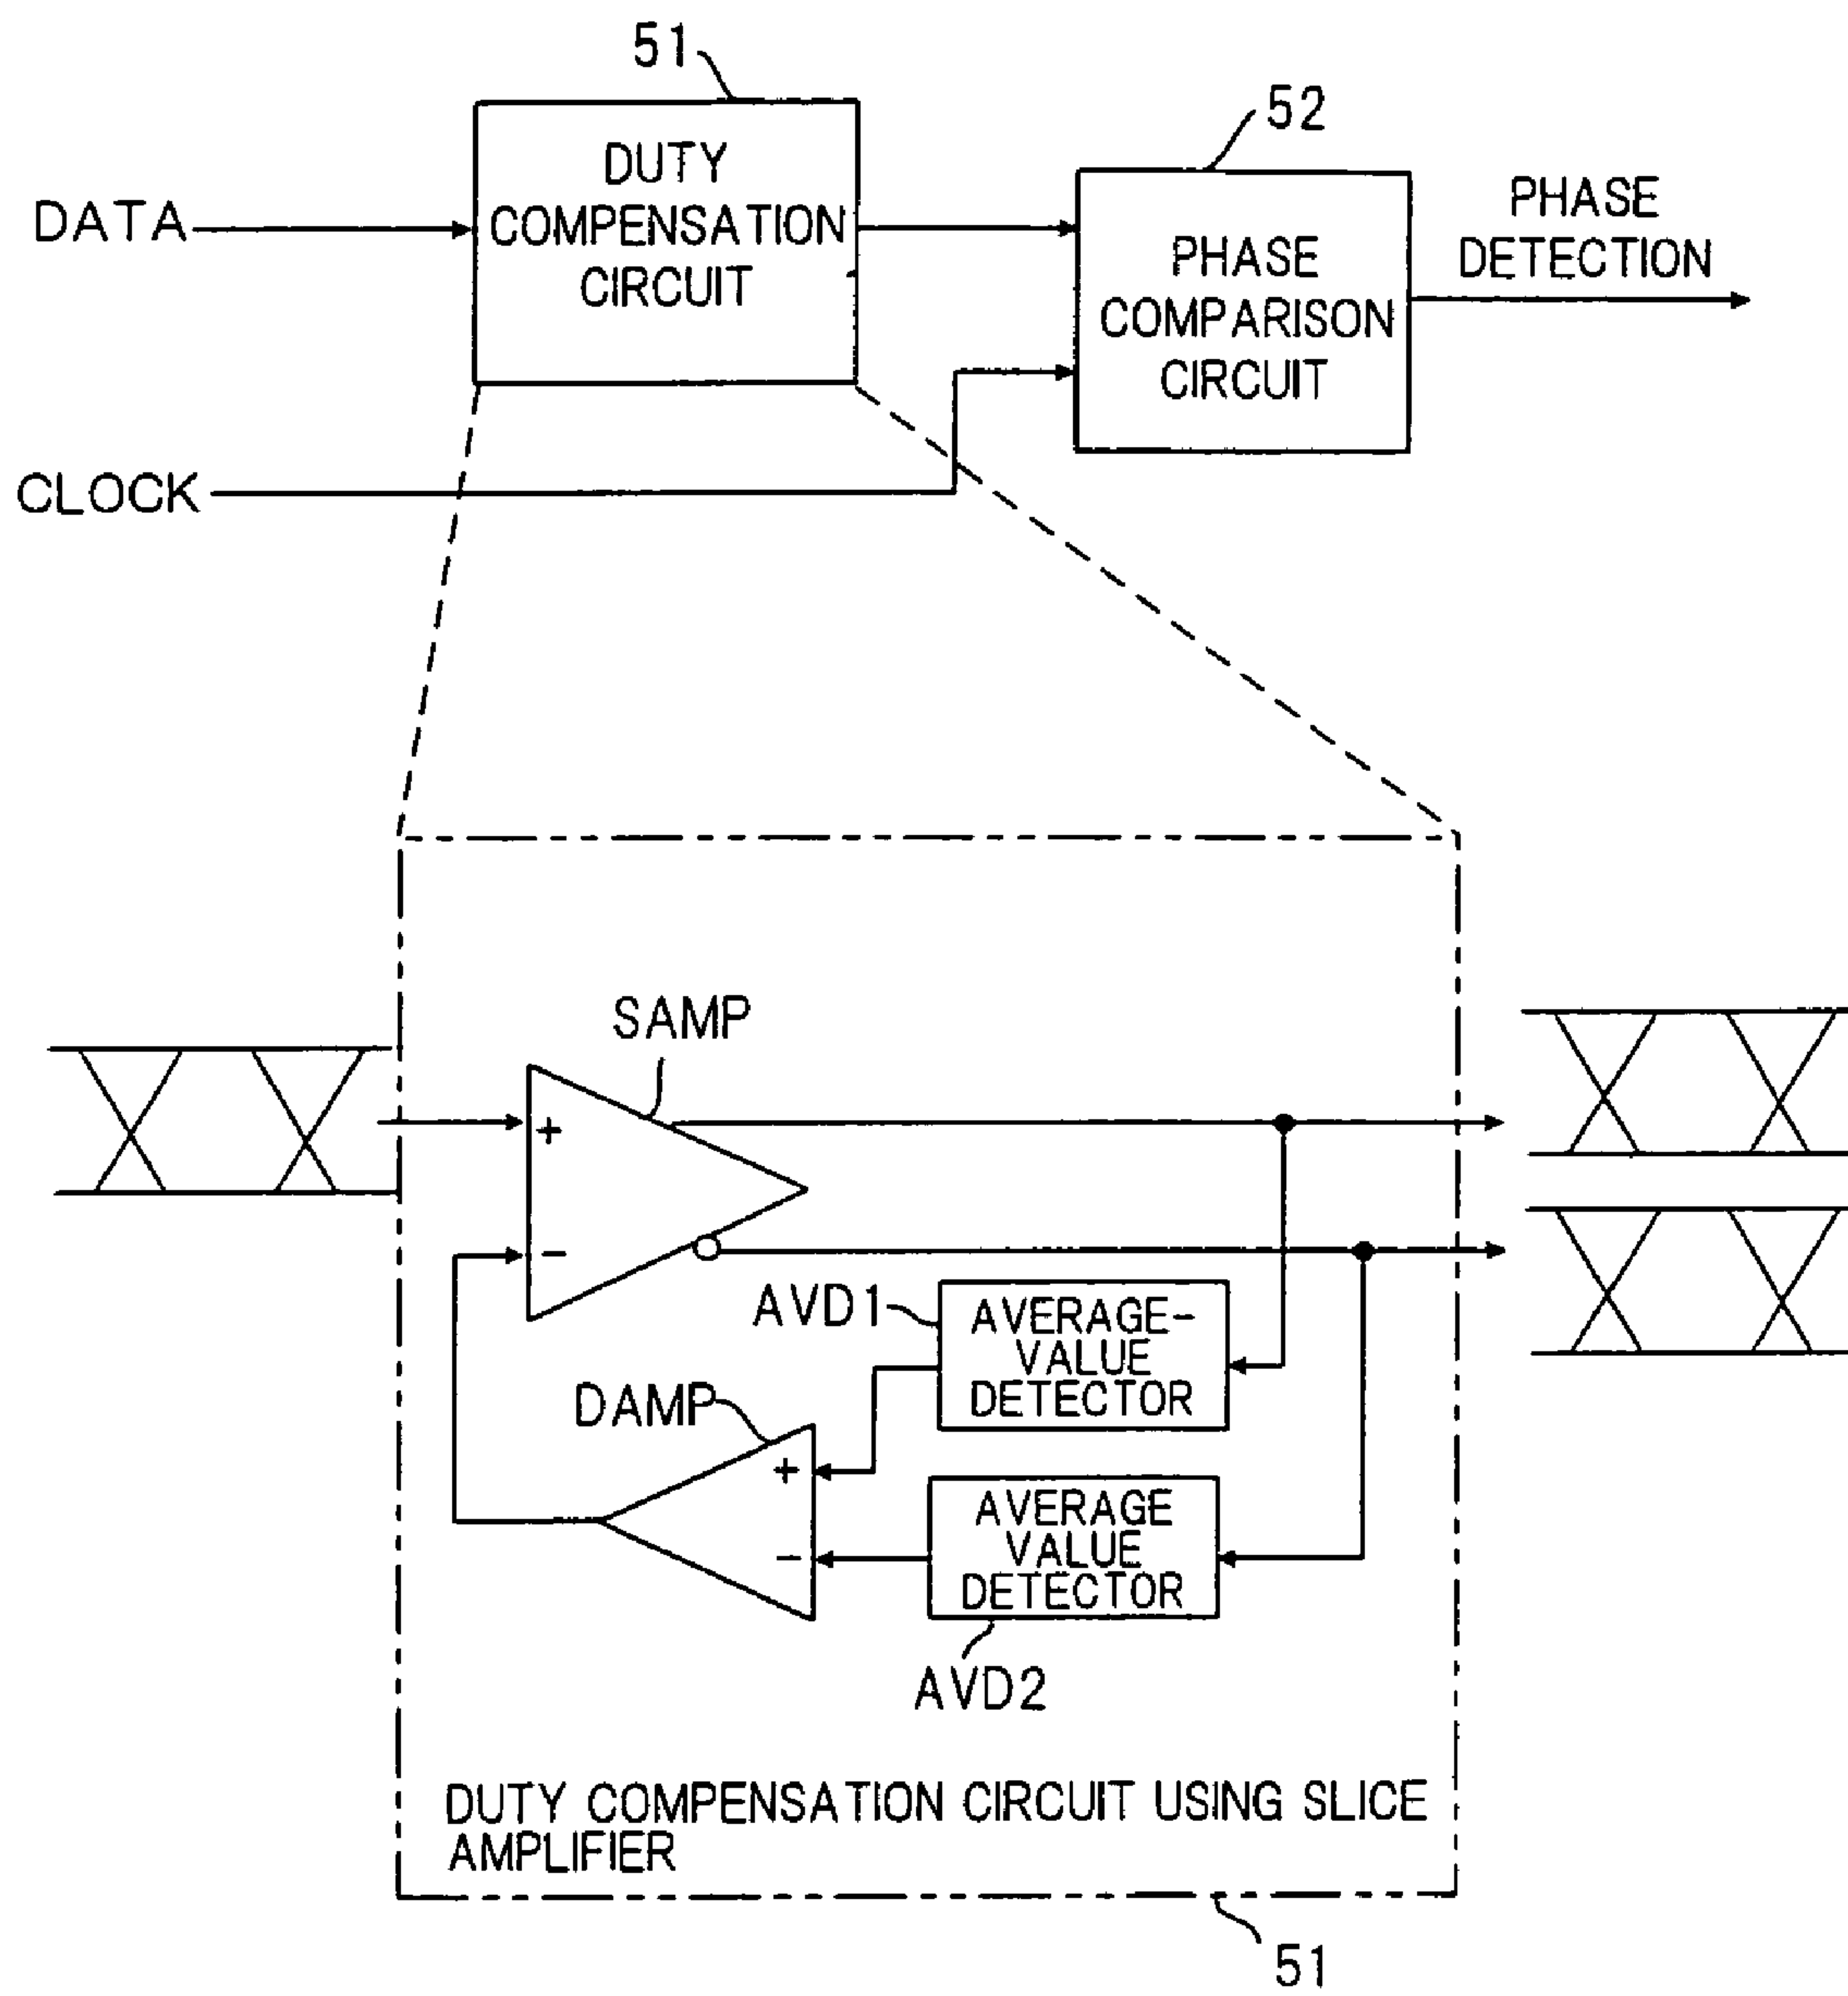 51
52
DUTY
COMPENSATION
CIRCUIT
DATA
PHASE
COMPARISON
CIRCUIT
PHASE
DETECTION
CLOCK
SAMP
+
-
AVD1
AVERAGE-
VALUE
DETECTOR
DAMP
+
-
AVERAGE
VALUE
DETECTOR
AVD2
DUTY COMPENSATION CIRCUIT USING SLICE
AMPLIFIER
51